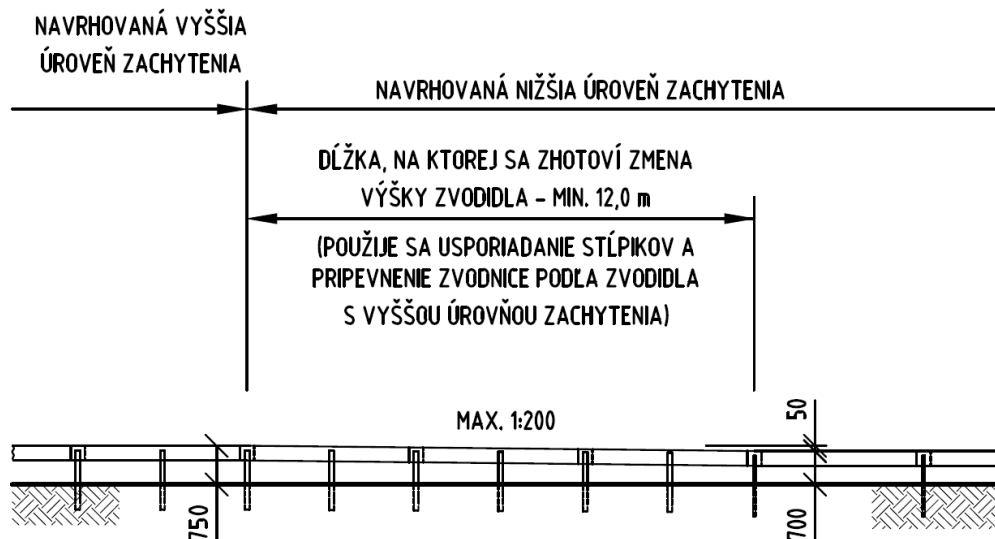 NAVRHOVANÁ VYŠŠIA
ÚROVEŇ ZACHYTENIA
NAVRHOVANÁ NIŽŠIA ÚROVEŇ ZACHYTENIA
DĹŽKA, NA KTOREJ SA ZHOTOVÍ ZMENA
VÝŠKY ZVODIDLA – MIN. 12,0 m
(POUŽIJE SA USPORIADANIE STĹPIKOV A
PRIPEVNENIE ZVODNICE PODĽA ZVODIDLA
S VYŠŠOU ÚROVŇOU ZACHYTENIA)
MAX. 1:200
50
750
700